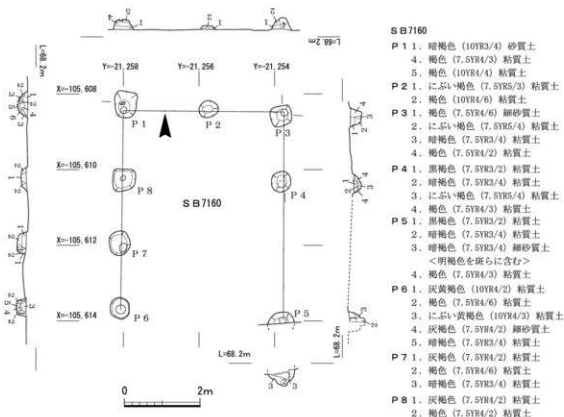 L=68.2m
L=68.2m
Y=-21,258
Y=-21,256
Y=-21,254
X=-105,608
X=-105,610
X=-105,612
X=-105,614
P1
P2
P3
P8
P4
SB7160
P7
P6
P5
L=68.2m
L=68.2m
0 2m
SB7160
P1 1. 暗褐色 (10YR3/4) 砂質土
4. 褐色 (7.5YR4/3) 粘質土
5. 褐色 (10YR4/4) 粘質土
P2 1. にぶい褐色 (7.5YR5/3) 粘質土
2. 褐色 (10YR4/6) 粘質土
P3 1. 褐色 (7.5YR4/6) 細砂質土
2. にぶい褐色 (7.5YR5/4) 粘質土
3. 暗褐色 (7.5YR3/4) 粘質土
4. 褐色 (7.5YR4/2) 粘質土
P4 1. 黒褐色 (7.5YR3/2) 粘質土
2. 暗褐色 (7.5YR3/4) 粘質土
3. にぶい褐色 (7.5YR5/4) 粘質土
4. 褐色 (7.5YR4/3) 粘質土
P5 1. 黒褐色 (7.5YR3/2) 粘質土
2. 暗褐色 (7.5YR3/4) 粘質土
3. 暗褐色 (7.5YR3/4) 細砂質土
<明褐色を斑らに含む>
4. 褐色 (7.5YR4/3) 粘質土
P6 1. 灰黄褐色 (10YR4/2) 粘質土
2. 褐色 (7.5YR4/6) 粘質土
3. にぶい黄褐色 (10YR4/3) 粘質土
4. 灰褐色 (7.5YR4/2) 細砂質土
5. 暗褐色 (7.5YR3/4) 粘質土
P7 1. 灰褐色 (7.5YR4/2) 粘質土
2. 褐色 (7.5YR4/6) 粘質土
3. 暗褐色 (7.5YR3/4) 粘質土
P8 1. 灰褐色 (7.5YR4/2) 粘質土
2. 褐色 (7.5YR4/2) 粘質土